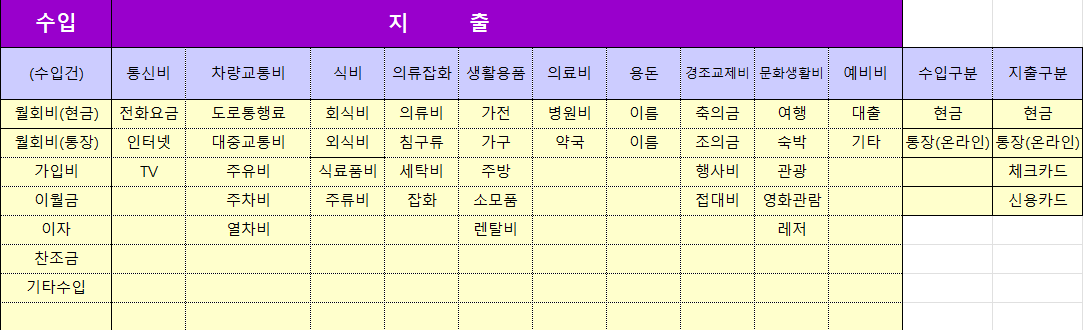 수입 지 출
(수입건) 통신비 차량교통비 식비 의류잡화 생활용품 의료비 용돈 경조교제비 문화생활비 예비비 수입구분 지출구분
월회비(현금) 전화요금 도로통행료 회식비 의류비 가전 병원비 이름 축의금 여행 대출 현금 현금
월회비(통장) 인터넷 대중교통비 외식비 침구류 가구 약국 이름 조의금 숙박 기타 통장(온라인) 통장(온라인)
가입비 TV 주유비 식료품비 세탁비 주방 행사비 관광 체크카드
이월금 주차비 주류비 잡화 소모품 접대비 영화관람 신용카드
이자 열차비 렌탈비 레저
찬조금
기타수입